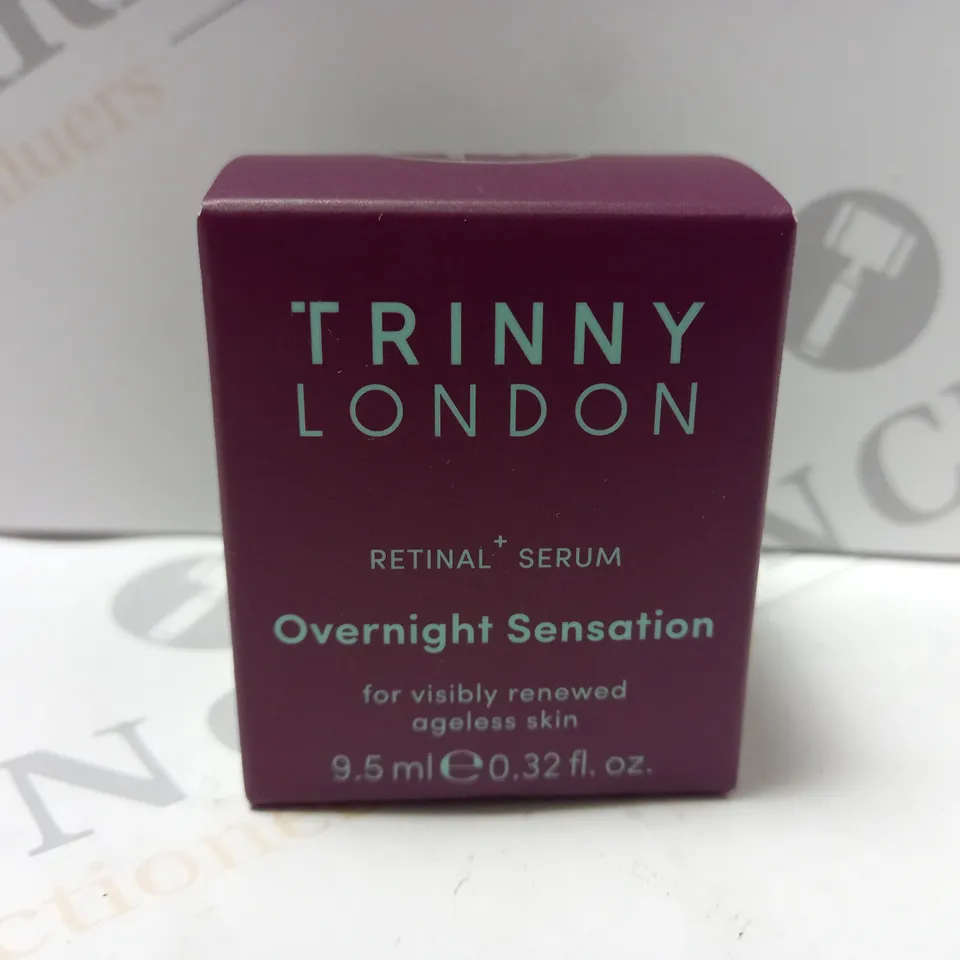 TRINNY
LONDON
RETINAL+ SERUM
Overnight Sensation
for visibly renewed
ageless skin
9.5 ml e 0.32 fl. oz.